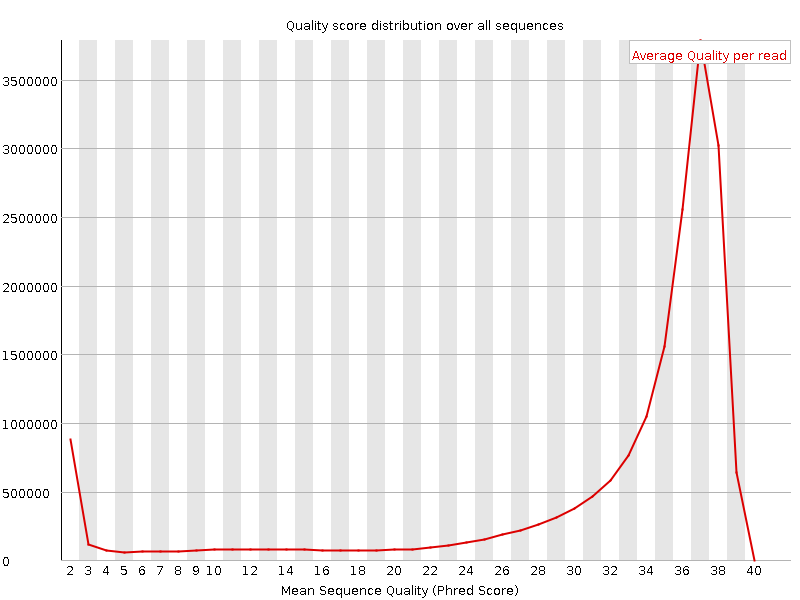 Quality score distribution over all sequences
Average Quality per read
3500000
3000000
2500000
2000000
1500000
1000000
500000
0
2 3 4 5 6 7 8 9 10 12 14 16 18 20 22 24 26 28 30 32 34 36 38 40
Mean Sequence Quality (Phred Score)